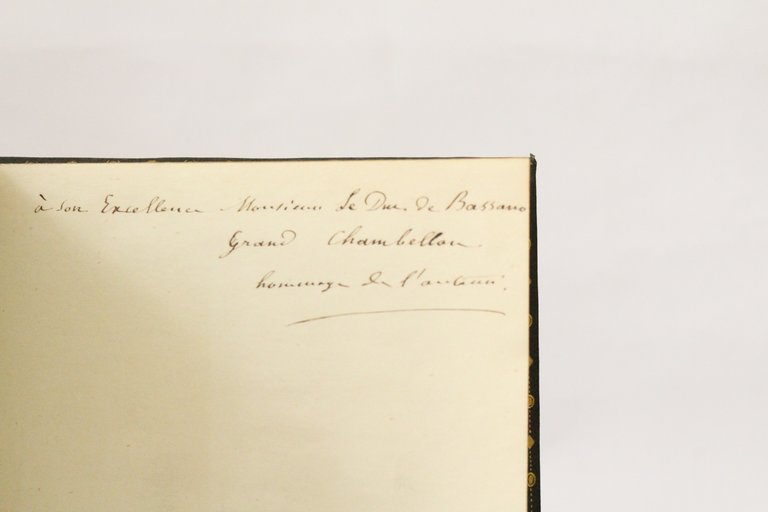 à son Excellence Monsieur Le Duc de Bassano
Grand Chambellan.
hommage de l'auteur.